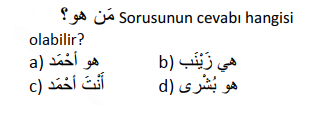 مَن هو؟ Sorusunun cevabı hangisi
olabilir?
a) هو أَحْمَد b) هي زَيْنَب
c) أَنْتَ أَحْمَد d) هو بُشْرى